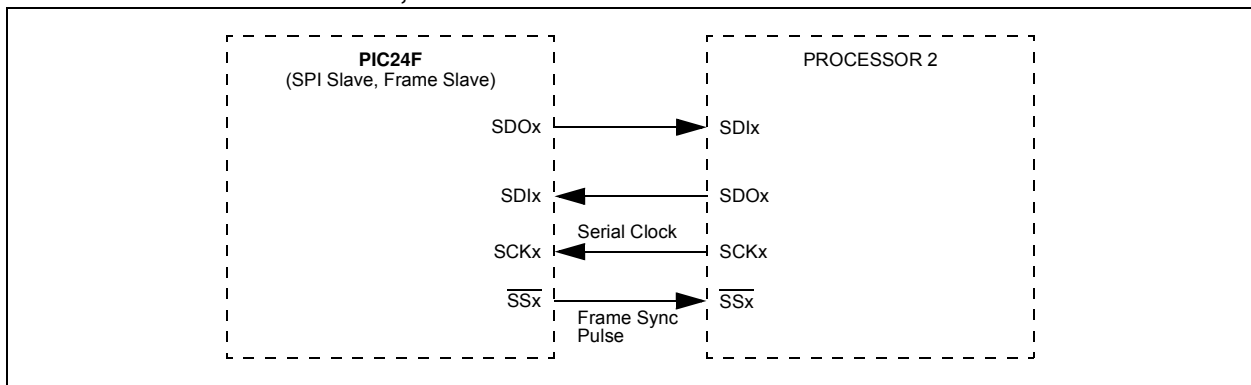 PIC24F
(SPI Slave, Frame Slave)
PROCESSOR 2
SDOx
SDIx
SDIx
SDOx
Serial Clock
SCKx
SCKx
SSx
SSx
Frame Sync
Pulse